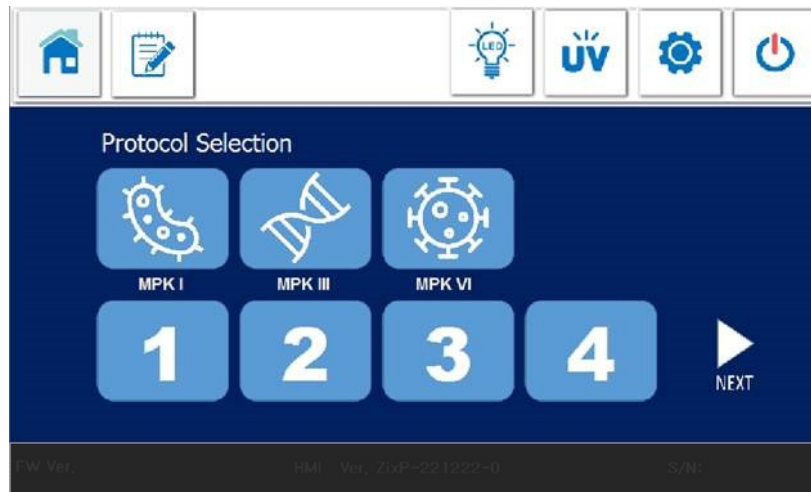 LED
UV
Protocol Selection
MPK I MPK III MPK VI
1 2 3 4
NEXT
FW Ver. HMI Ver. ZixP-221222-0 S/N: